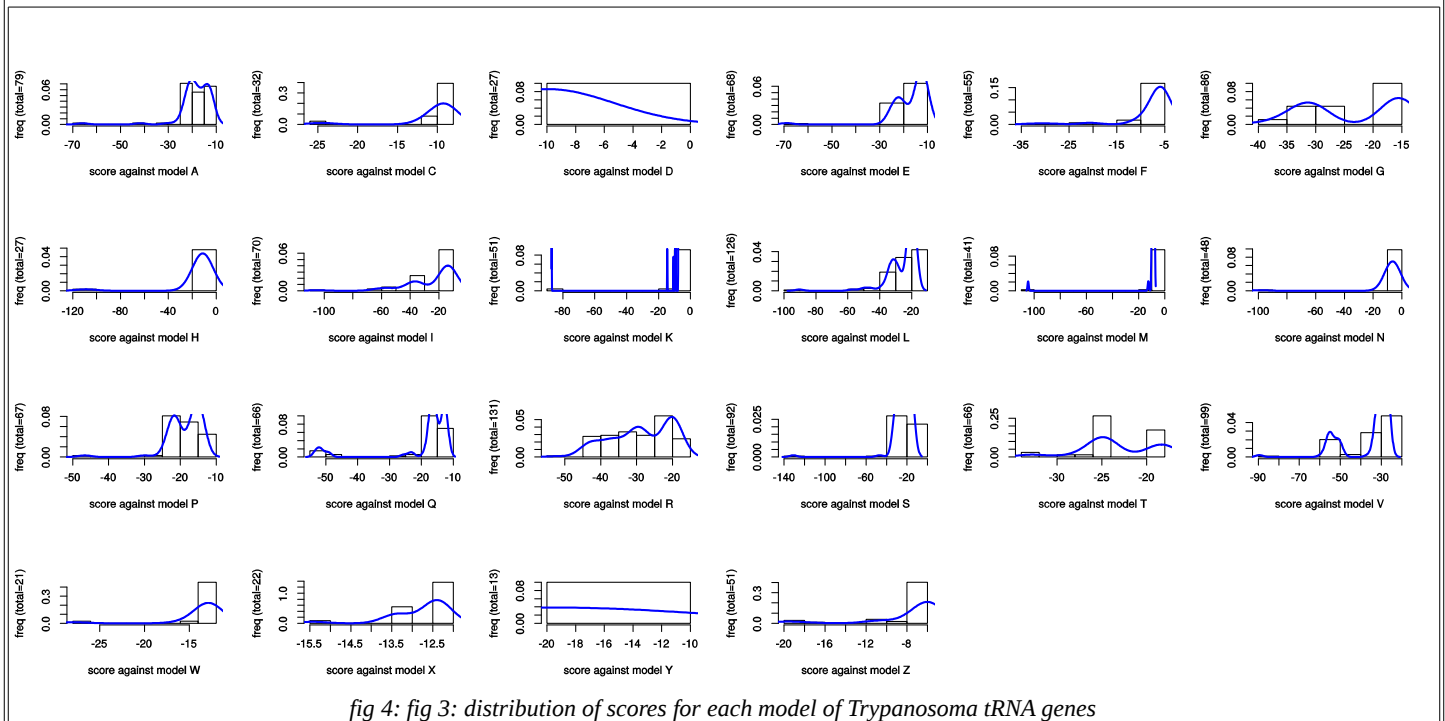 freq (total=79)
0.00 0.06
-70 -50 -30 -10
score against model A
freq (total=32)
0.0 0.3
-25 -20 -15 -10
score against model C
freq (total=27)
0.00 0.08
-10 -8 -6 -4 -2 0
score against model D
freq (total=68)
0.00 0.06
-70 -50 -30 -10
score against model E
freq (total=55)
0.00 0.15
-35 -25 -15 -5
score against model F
freq (total=86)
0.00 0.08
-40 -35 -30 -25 -20 -15
score against model G
freq (total=27)
0.00 0.04
-120 -80 -40 0
score against model H
freq (total=70)
0.00 0.06
-100 -80 -60 -40 -20
score against model I
freq (total=51)
0.00 0.08
-80 -60 -40 -20 0
score against model K
freq (total=126)
0.00 0.04
-100 -80 -60 -40 -20
score against model L
freq (total=41)
0.00 0.08
-100 -60 -40 -20 0
score against model M
freq (total=48)
0.00 0.08
-100 -60 -40 -20 0
score against model N
freq (total=67)
0.00 0.08
-50 -40 -30 -20 -10
score against model P
freq (total=66)
0.00 0.08
-50 -40 -30 -20 -10
score against model Q
freq (total=131)
0.00 0.05
-50 -40 -30 -20
score against model R
freq (total=92)
0.000 0.025
-140 -100 -60 -20
score against model S
freq (total=66)
0.00 0.25
-30 -25 -20
score against model T
freq (total=99)
0.00 0.04
-90 -70 -50 -30
score against model V
freq (total=21)
0.0 0.3
-25 -20 -15
score against model W
freq (total=22)
0.0 1.0
-15.5 -14.5 -13.5 -12.5
score against model X
freq (total=13)
0.00 0.08
-20 -18 -16 -14 -12 -10
score against model Y
freq (total=51)
0.0 0.3
-20 -16 -12 -8
score against model Z
fig 4: fig 3: distribution of scores for each model of Trypanosoma tRNA genes